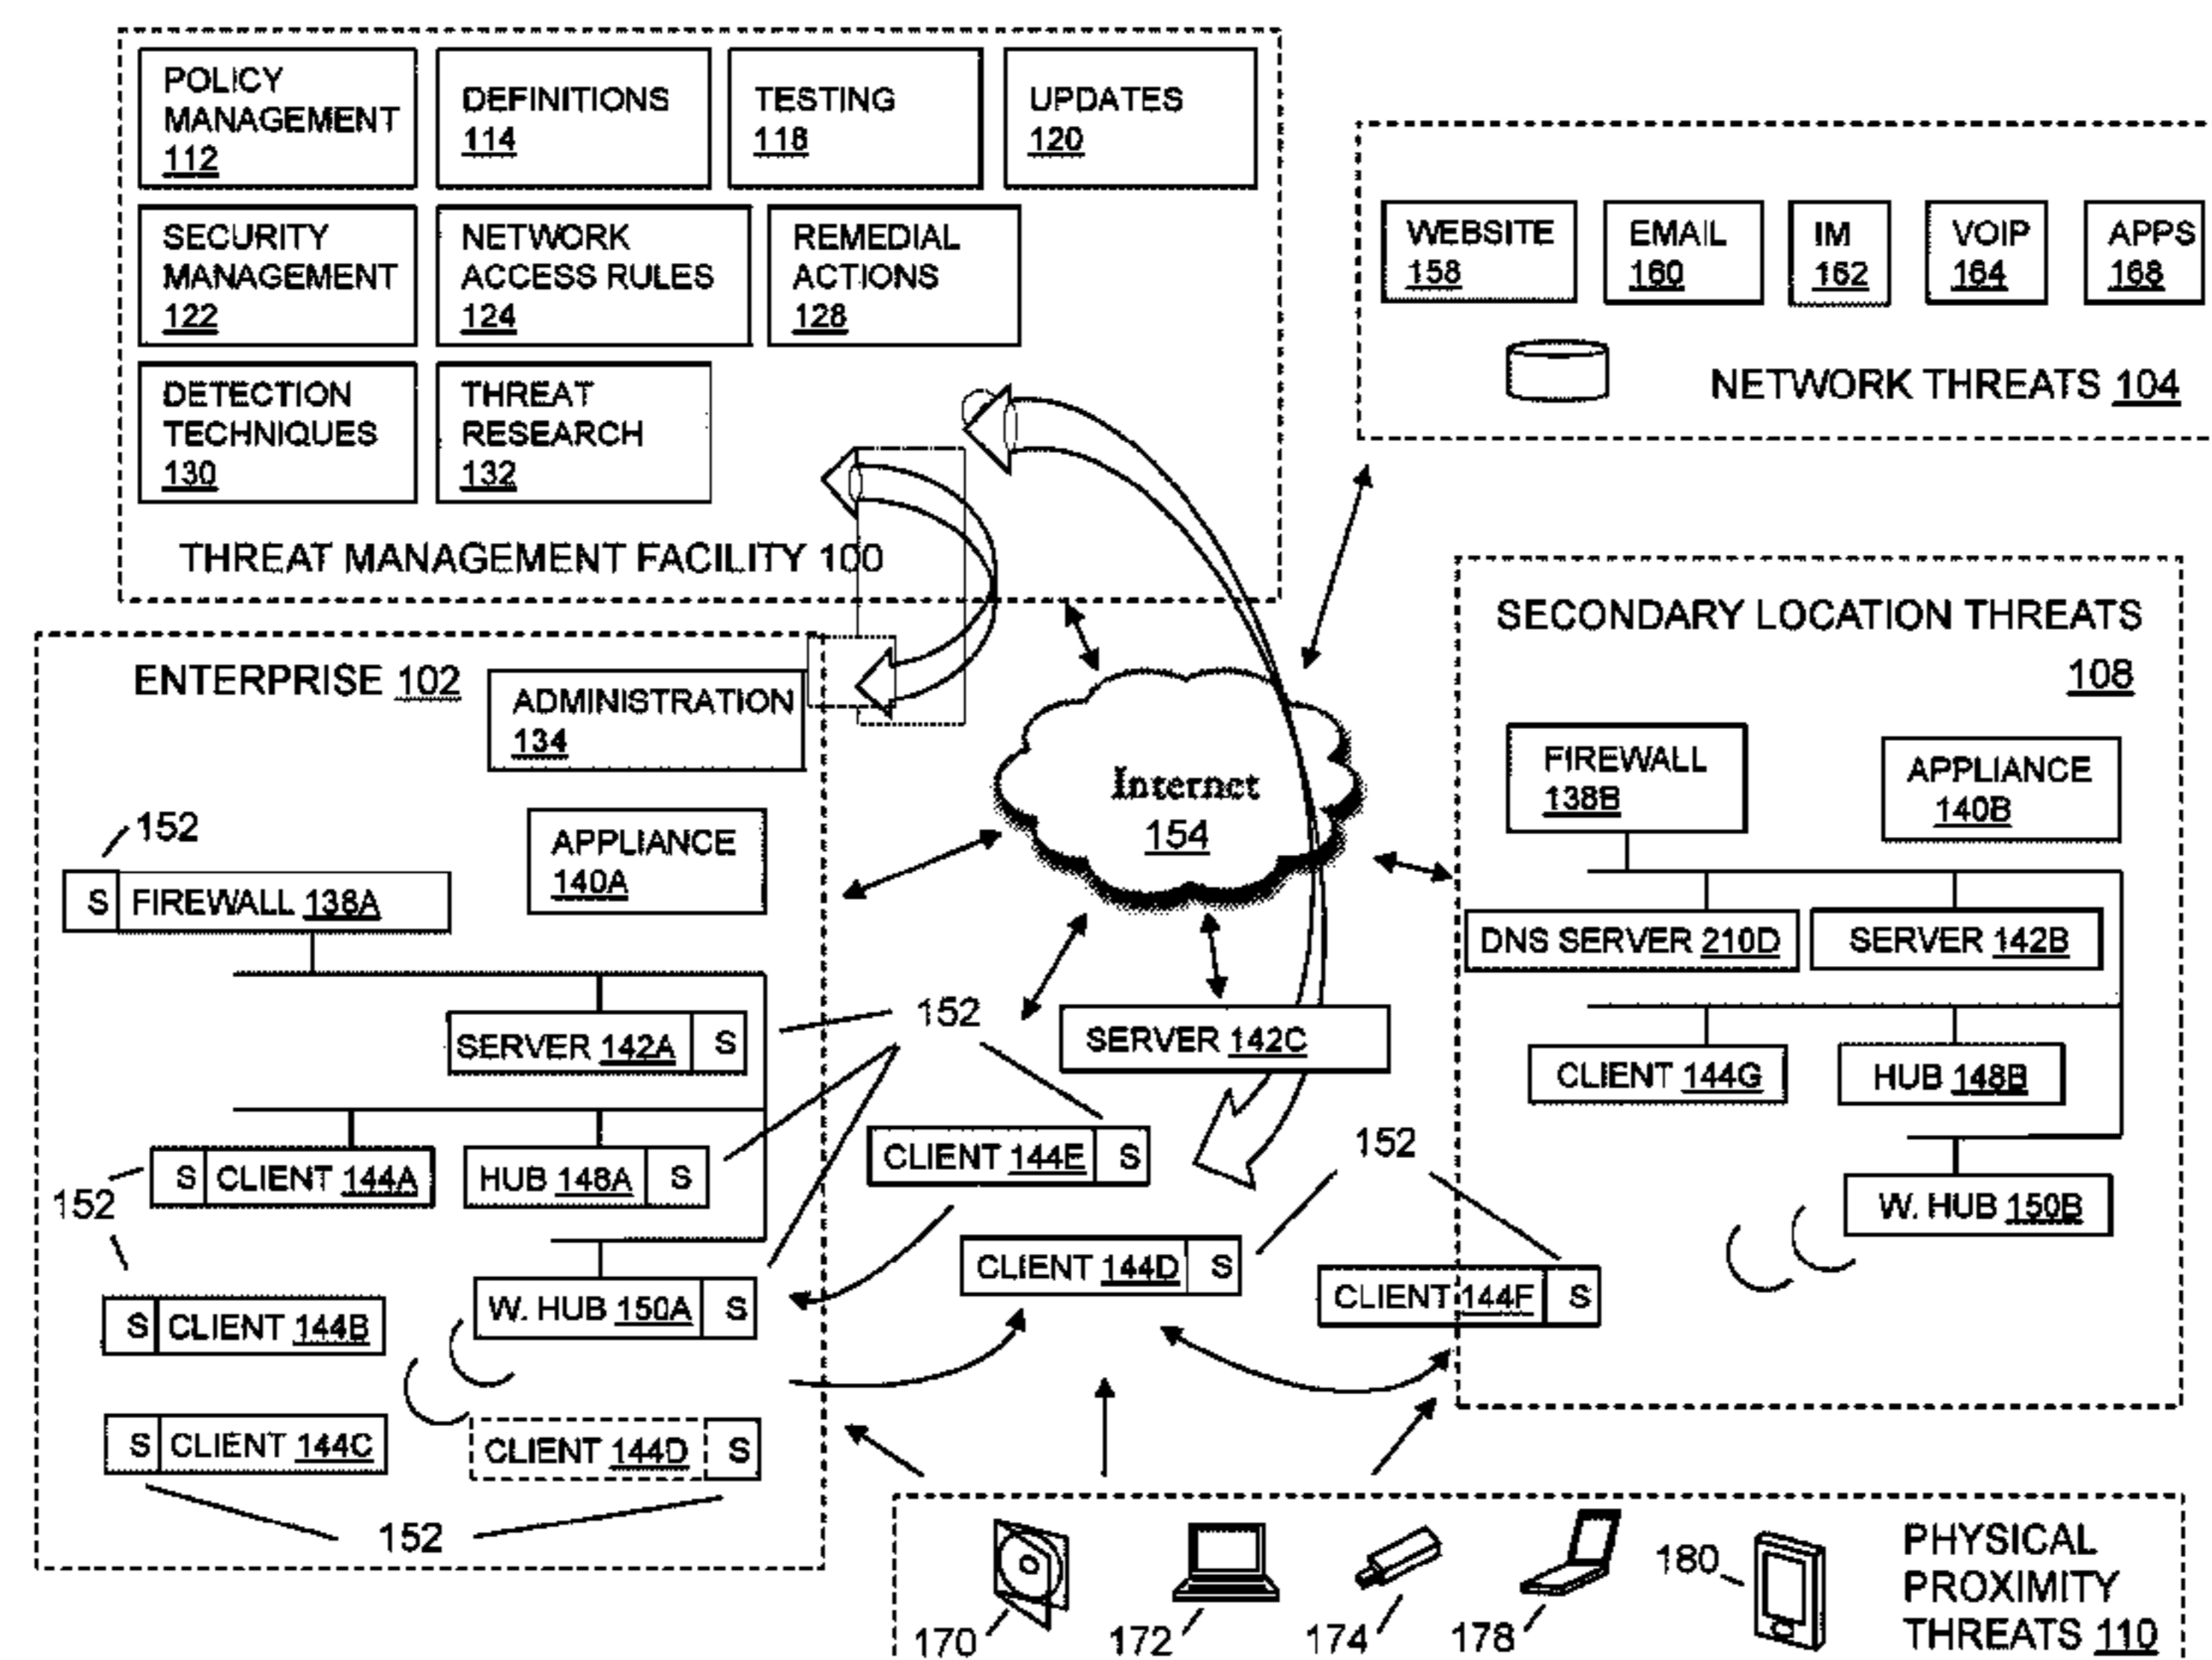 POLICY
MANAGEMENT
112
DEFINITIONS
114
TESTING
118
UPDATES
120
SECURITY
MANAGEMENT
122
NETWORK
ACCESS RULES
124
REMEDIAL
ACTIONS
128
DETECTION
TECHNIQUES
130
THREAT
RESEARCH
132
THREAT MANAGEMENT FACILITY 100
WEBSITE
158
EMAIL
160
IM
162
VOIP
164
APPS
168
NETWORK THREATS 104
ENTERPRISE 102
ADMINISTRATION
134
152
APPLIANCE
140A
S FIREWALL 138A
SERVER 142A S
152
S CLIENT 144A
HUB 148A S
152
W. HUB 150A S
S CLIENT 144B
S CLIENT 144C
CLIENT 144D S
152
Internet
154
SERVER 142C
CLIENT 144E S
152
CLIENT 144D S
CLIENT 144F S
SECONDARY LOCATION THREATS
108
FIREWALL
138B
APPLIANCE
140B
DNS SERVER 210D
SERVER 142B
CLIENT 144G
HUB 148B
W. HUB 150B
170
172
174
178
180
PHYSICAL
PROXIMITY
THREATS 110